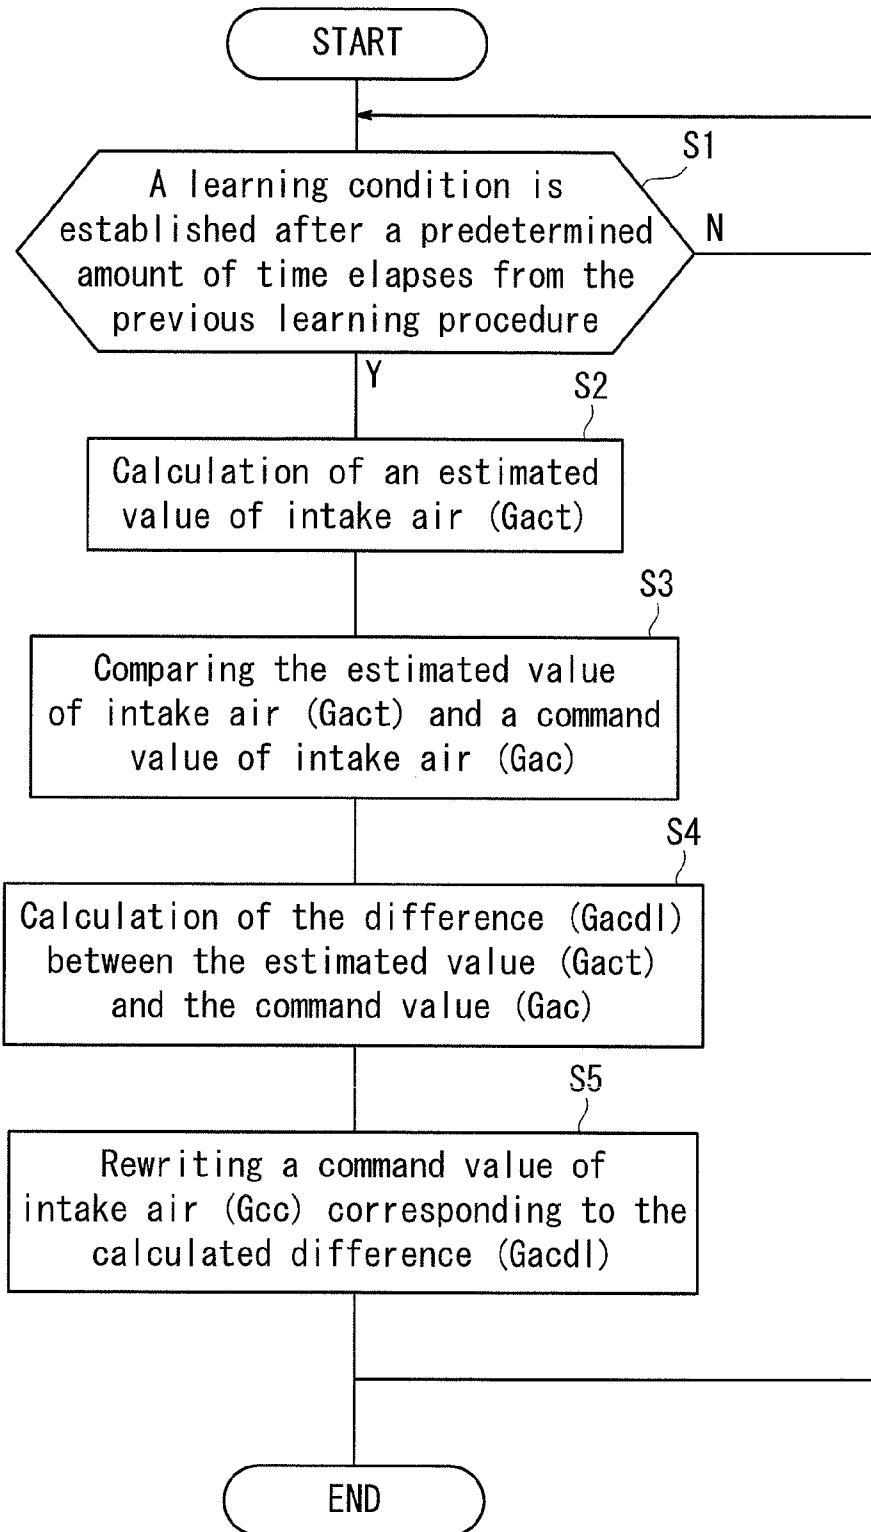 START
S1
A learning condition is
established after a predetermined
amount of time elapses from the
previous learning procedure
N
Y
S2
Calculation of an estimated
value of intake air (Gact)
S3
Comparing the estimated value
of intake air (Gact) and a command
value of intake air (Gac)
S4
Calculation of the difference (Gacdl)
between the estimated value (Gact)
and the command value (Gac)
S5
Rewriting a command value of
intake air (Gcc) corresponding to the
calculated difference (Gacdl)
END